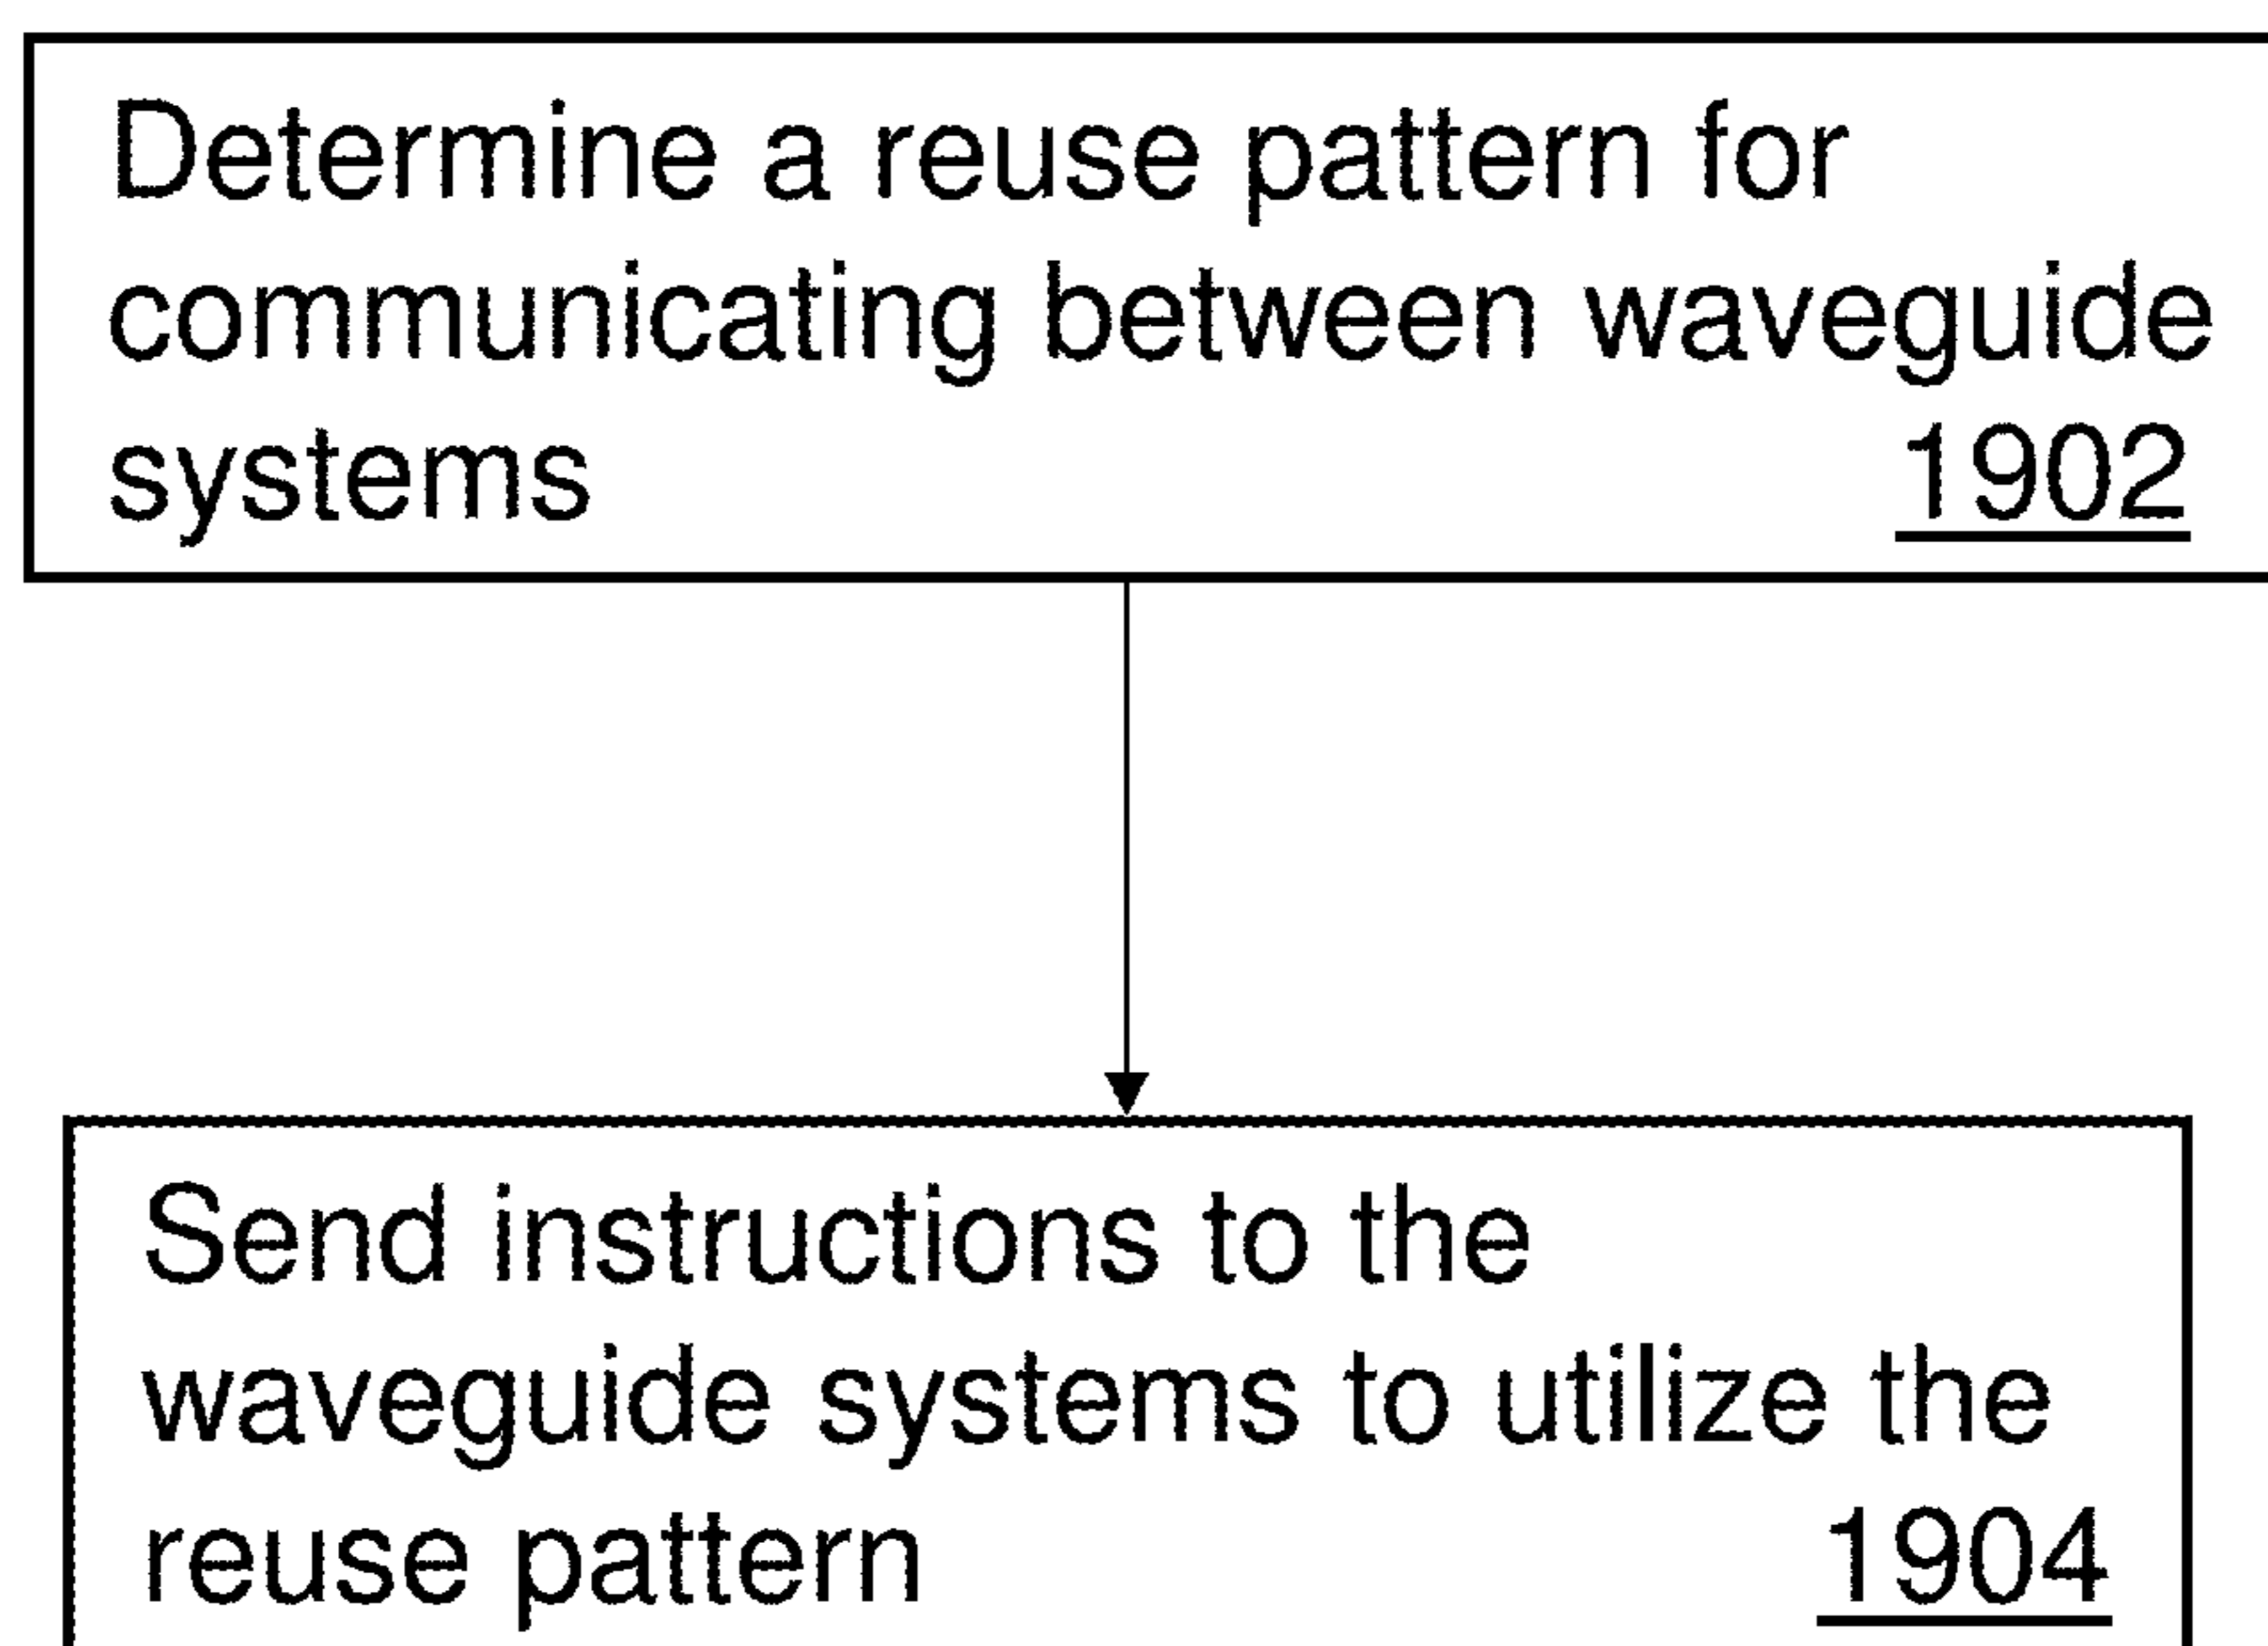 Determine a reuse pattern for
communicating between waveguide
systems 1902
Send instructions to the
waveguide systems to utilize the
reuse pattern 1904